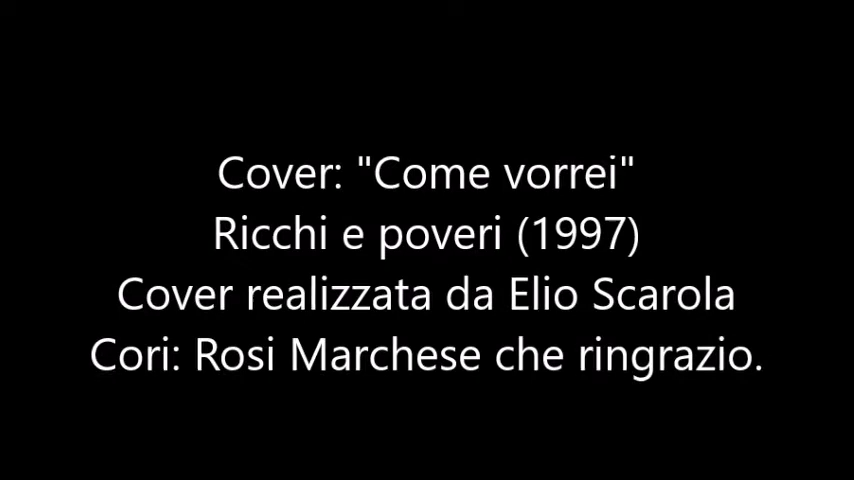 Cover: "Come vorrei"
Ricchi e poveri (1997)
Cover realizzata da Elio Scarola
Cori: Rosi Marchese che ringrazio.